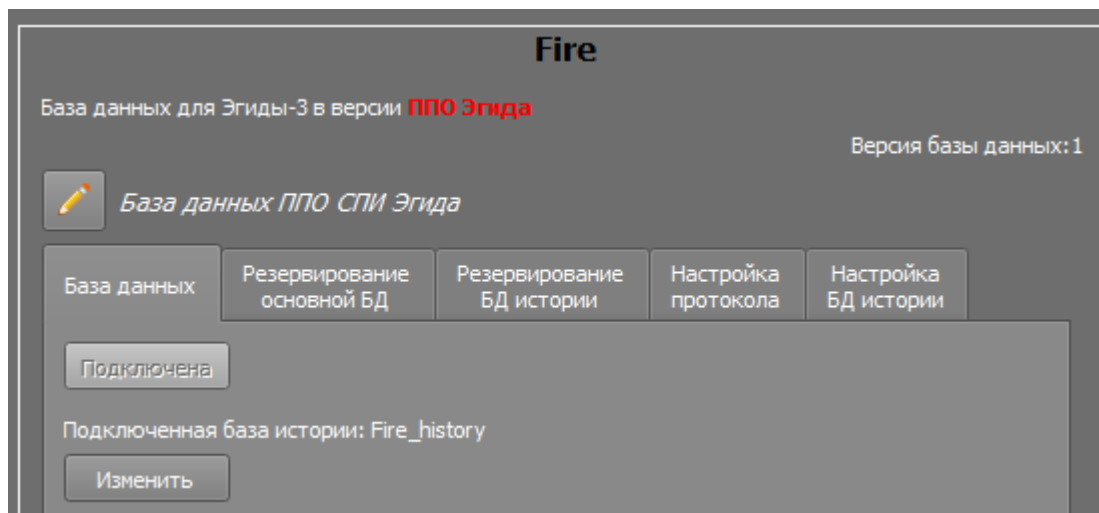 Fire
База данных для Эгиды-3 в версии ППО Эгида
Версия базы данных:1
База данных ППО СПИ Эгида
База данных
Резервирование
основной БД
Резервирование
БД истории
Настройка
протокола
Настройка
БД истории
Подключена
Подключенная база истории: Fire_history
Изменить